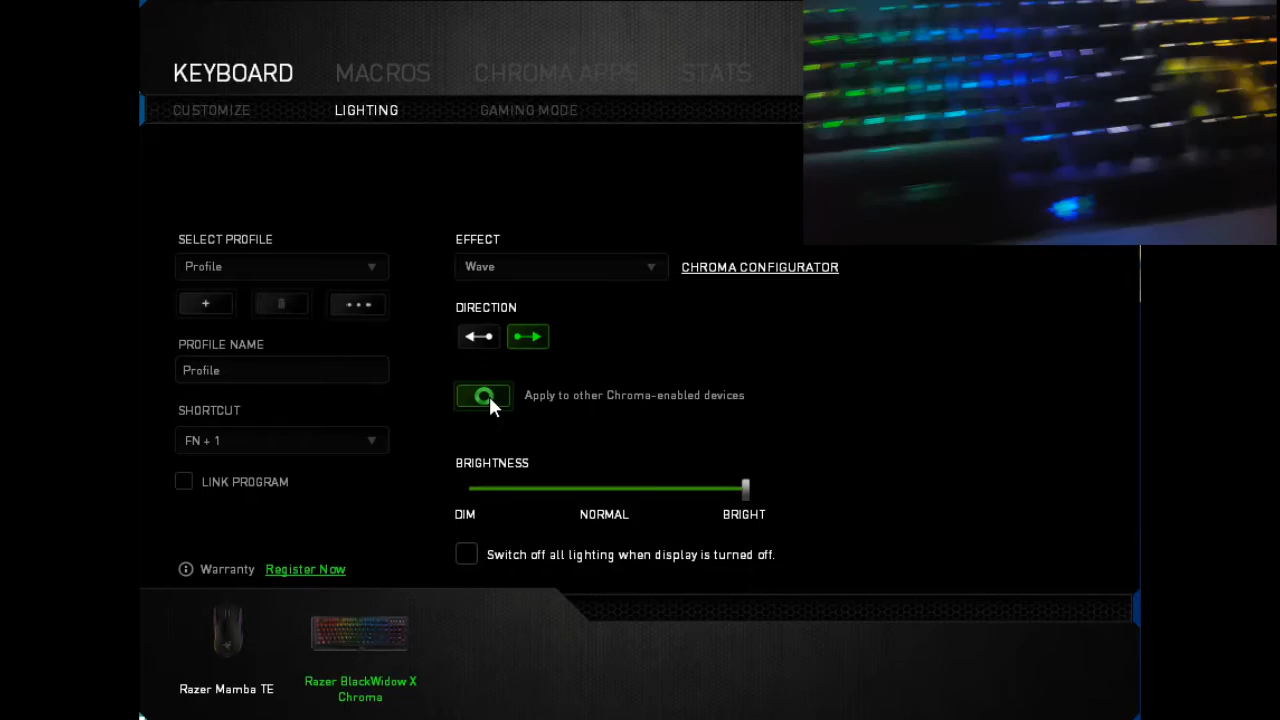 KEYBOARD MACROS CHROMA APPS STATS
CUSTOMIZE LIGHTING GAMING MODE
SELECT PROFILE
Profile
+
PROFILE NAME
Profile
SHORTCUT
FN + 1
LINK PROGRAM
Warranty Register Now
EFFECT
Wave
CHROMA CONFIGURATOR
DIRECTION
Apply to other Chroma-enabled devices
BRIGHTNESS
DIM NORMAL BRIGHT
Switch off all lighting when display is turned off.
Razer Mamba TE
Razer BlackWidow X
Chroma